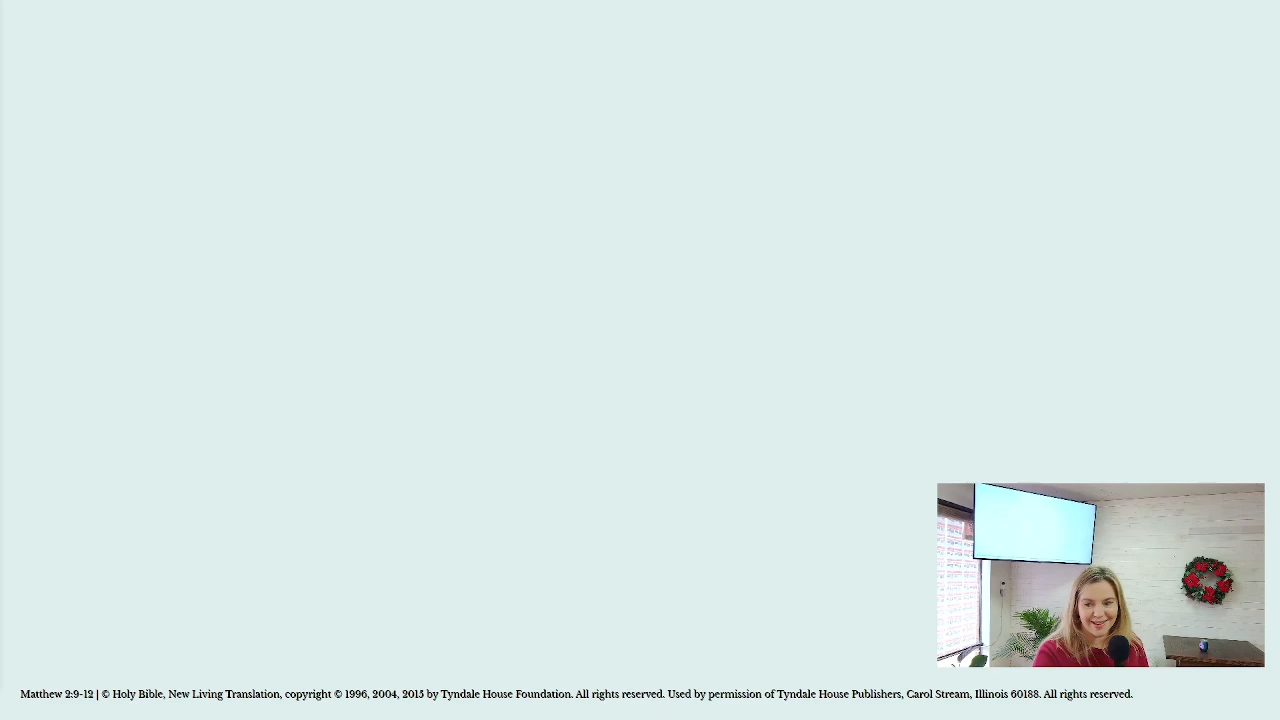 Matthew 2:9-12 | © Holy Bible, New Living Translation, copyright © 1996, 2004, 2015 by Tyndale House Foundation. All rights reserved. Used by permission of Tyndale House Publishers, Carol Stream, Illinois 60188. All rights reserved.